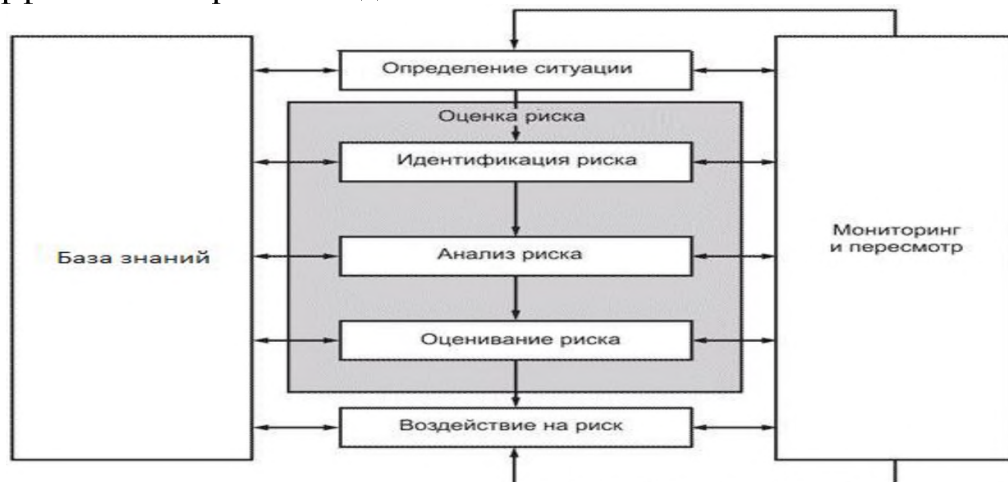 Определение ситуации
Оценка риска
Идентификация риска
База знаний
Анализ риска
Мониторинг
и пересмотр
Оценивание риска
Воздействие на риск